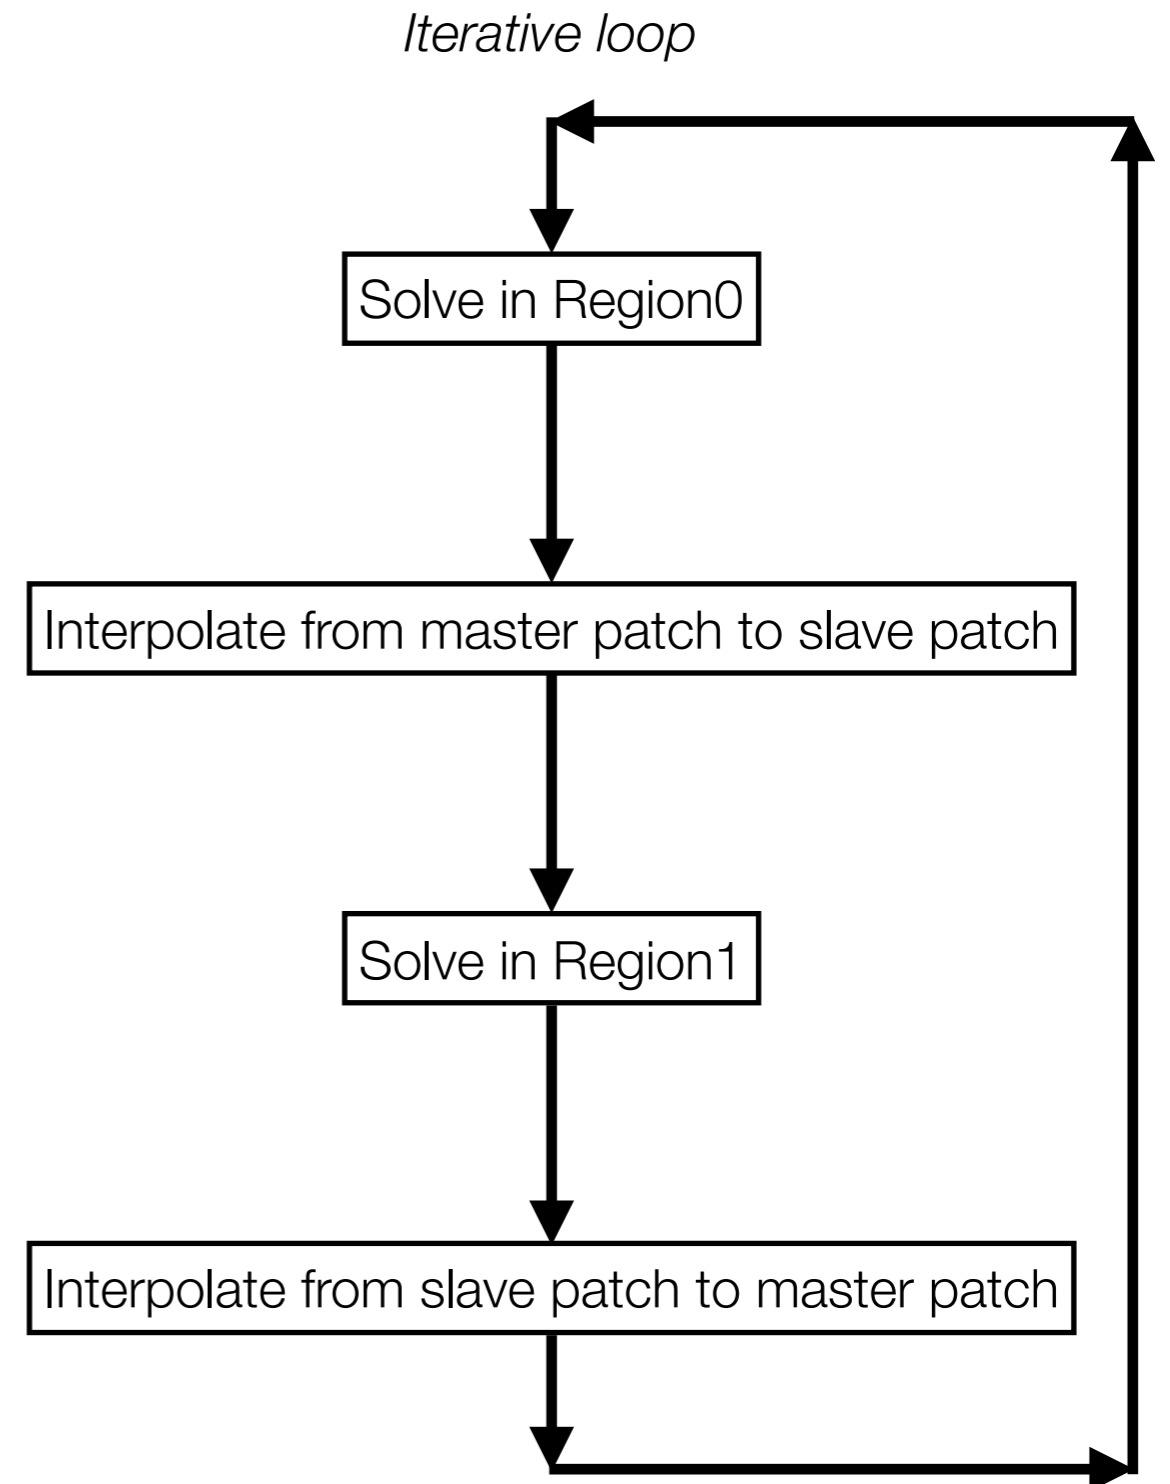 Iterative loop
Solve in Region0
Interpolate from master patch to slave patch
Solve in Region1
Interpolate from slave patch to master patch